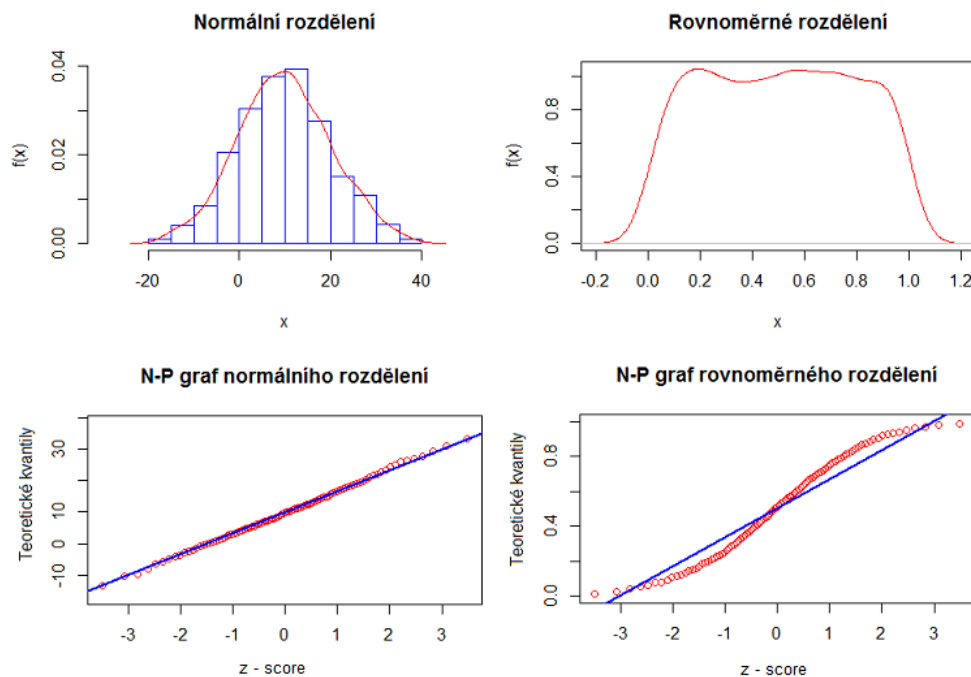 Normální rozdělení
f(x)
0.04
0.02
0.00
-20 0 20 40
x
Rovnoměrné rozdělení
f(x)
0.8
0.4
0.0
-0.2 0.0 0.2 0.4 0.6 0.8 1.0 1.2
x
N-P graf normálního rozdělení
Teoretické kvantily
30
10
0
-10
-3 -2 -1 0 1 2 3
z - score
N-P graf rovnoměrného rozdělení
Teoretické kvantily
0.8
0.4
0.0
-3 -2 -1 0 1 2 3
z - score